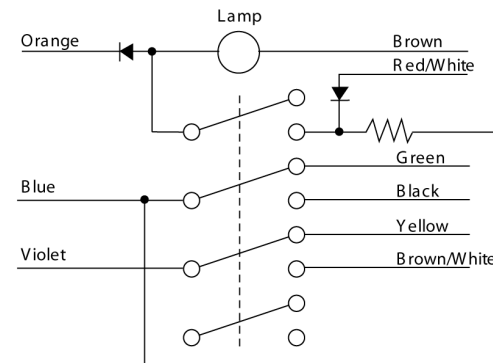 Lamp
Orange
Brown
Red/White
Green
Blue
Black
Yellow
Violet
Brown/White